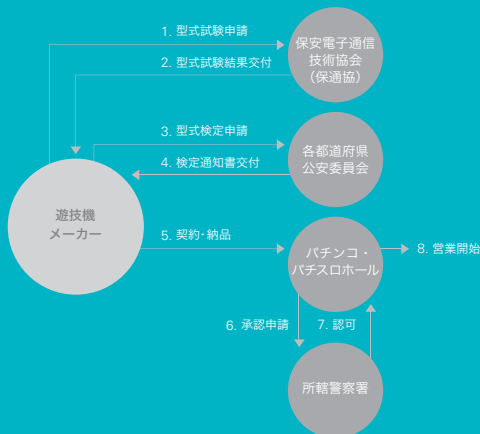 1. 型式試験申請
保安電子通信
技術協会
（保通協）
2. 型式試験結果交付
3. 型式検定申請
各都道府県
公安委員会
4. 検定通知書交付
遊技機
メーカー
5. 契約・納品
パチンコ・
パチスロホール
8. 営業開始
6. 承認申請
7. 認可
所轄警察署